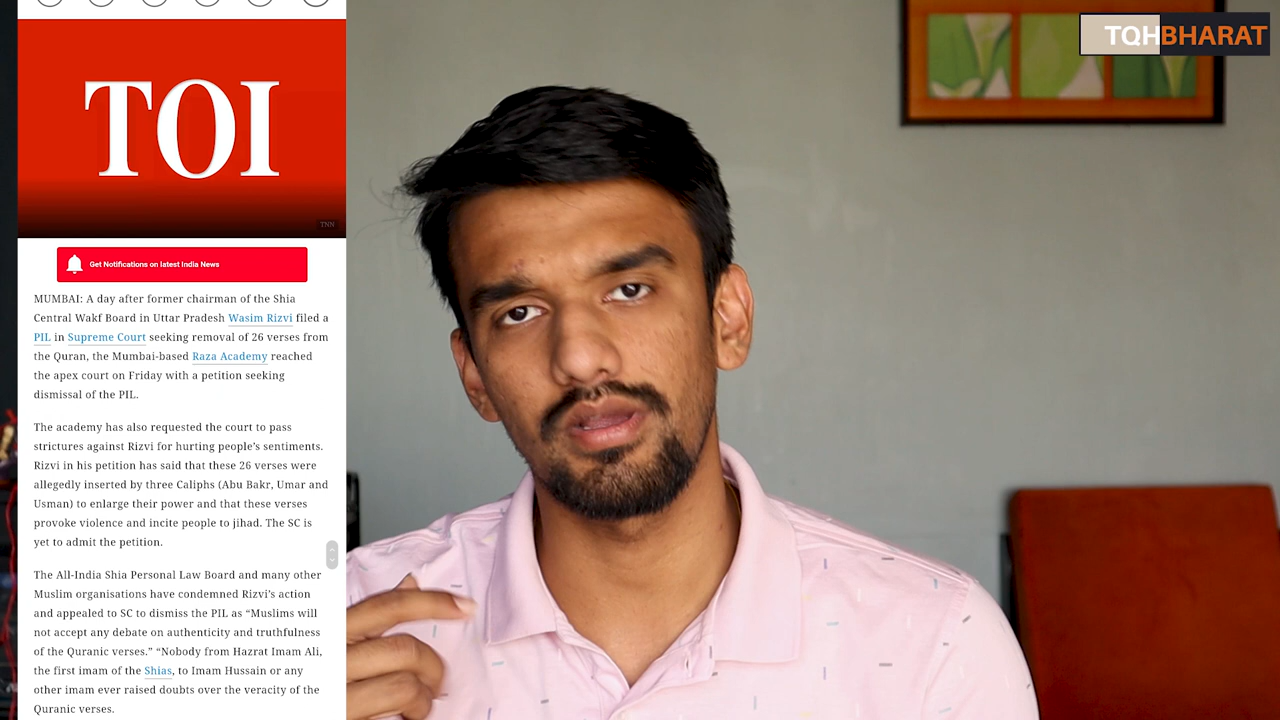 TOI
TNN
Get Notifications on latest India News
MUMBAI: A day after former chairman of the Shia
Central Wakf Board in Uttar Pradesh Wasim Rizvi filed a
PIL in Supreme Court seeking removal of 26 verses from
the Quran, the Mumbai-based Raza Academy reached
the apex court on Friday with a petition seeking
dismissal of the PIL.
The academy has also requested the court to pass
strictures against Rizvi for hurting people's sentiments.
Rizvi in his petition has said that these 26 verses were
allegedly inserted by three Caliphs (Abu Bakr, Umar and
Usman) to enlarge their power and that these verses
provoke violence and incite people to jihad. The SC is
yet to admit the petition.
The All-India Shia Personal Law Board and many other
Muslim organisations have condemned Rizvi's action
and appealed to SC to dismiss the PIL as “Muslims will
not accept any debate on authenticity and truthfulness
of the Quranic verses.” “Nobody from Hazrat Imam Ali,
the first imam of the Shias, to Imam Hussain or any
other imam ever raised doubts over the veracity of the
Quranic verses.
TQHBHARAT